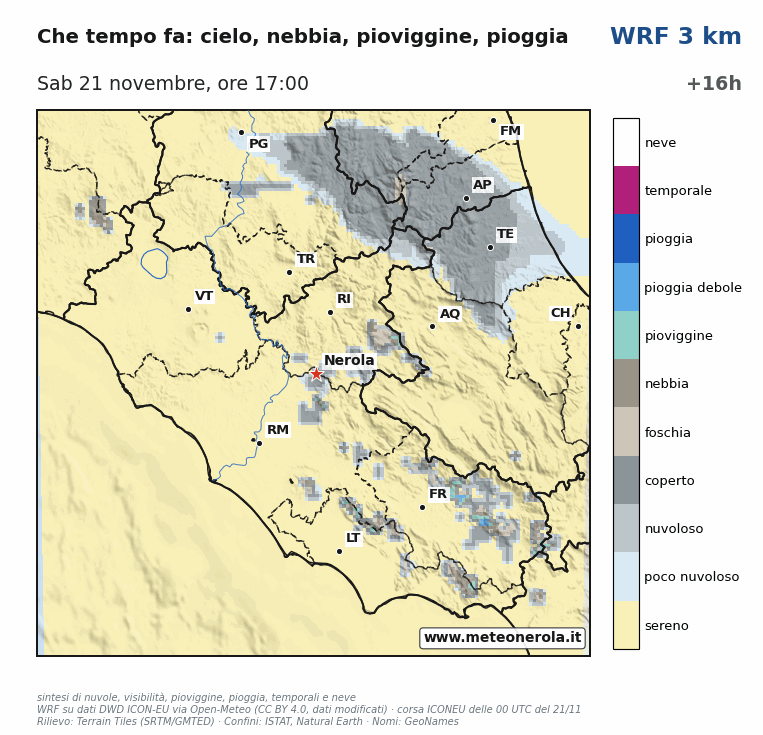 Che tempo fa: cielo, nebbia, pioviggine, pioggia
WRF 3 km
Sab 21 novembre, ore 17:00
+16h
FM
PG
AP
TE
TR
VT
RI
AQ
CH
Nerola
RM
FR
LT
www.meteonerola.it
neve
temporale
pioggia
pioggia debole
pioviggine
nebbia
foschia
coperto
nuvoloso
poco nuvoloso
sereno
sintesi di nuvole, visibilità, pioviggine, pioggia, temporali e neve
WRF su dati DWD ICON-EU via Open-Meteo (CC BY 4.0, dati modificati) · corsa ICONEU delle 00 UTC del 21/11
Rilievo: Terrain Tiles (SRTM/GMTED) · Confini: ISTAT, Natural Earth · Nomi: GeoNames